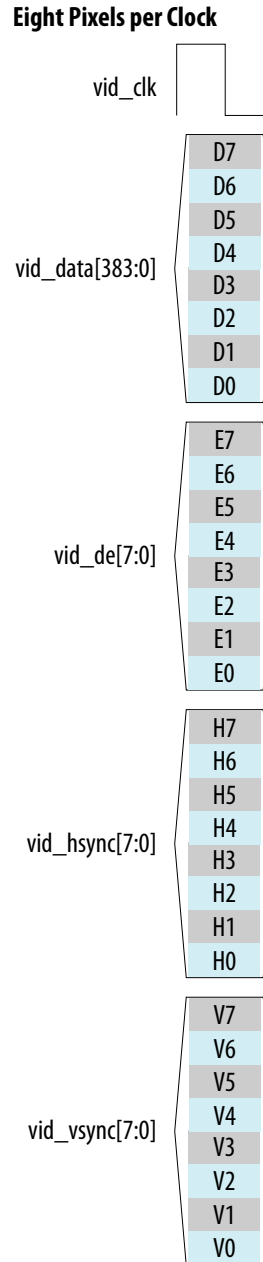 Eight Pixels per Clock
vid_clk
vid_data[383:0]
D7
D6
D5
D4
D3
D2
D1
D0
vid_de[7:0]
E7
E6
E5
E4
E3
E2
E1
E0
vid_hsync[7:0]
H7
H6
H5
H4
H3
H2
H1
H0
vid_vsync[7:0]
V7
V6
V5
V4
V3
V2
V1
V0